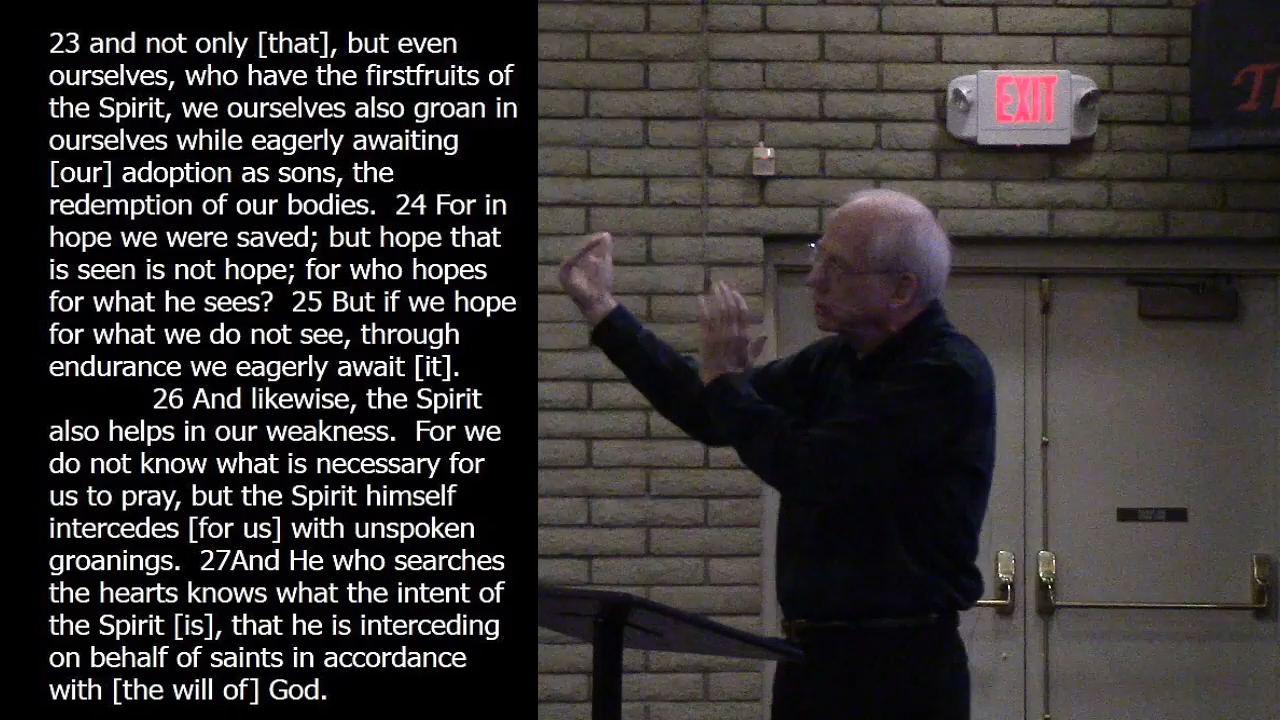 23 and not only [that], but even
ourselves, who have the firstfruits of
the Spirit, we ourselves also groan in
ourselves while eagerly awaiting
[our] adoption as sons, the
redemption of our bodies.  24 For in
hope we were saved; but hope that
is seen is not hope; for who hopes
for what he sees?  25 But if we hope
for what we do not see, through
endurance we eagerly await [it].
26 And likewise, the Spirit
also helps in our weakness.  For we
do not know what is necessary for
us to pray, but the Spirit himself
intercedes [for us] with unspoken
groanings.  27And He who searches
the hearts knows what the intent of
the Spirit [is], that he is interceding
on behalf of saints in accordance
with [the will of] God.
EXIT